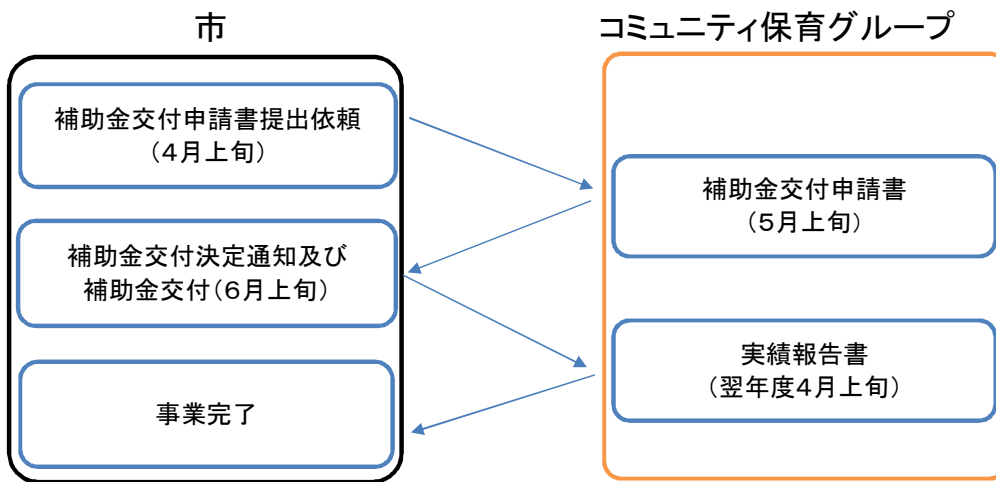 市
コミュニティ保育グループ
補助金交付申請書提出依頼
（４月上旬）
補助金交付申請書
（５月上旬）
補助金交付決定通知及び
補助金交付（６月上旬）
実績報告書
（翌年度４月上旬）
事業完了